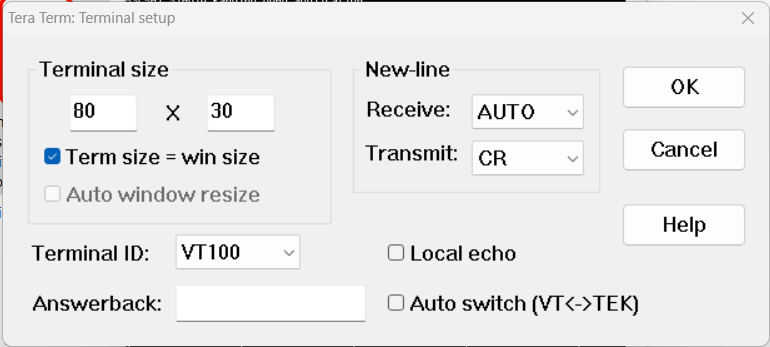 Tera Term: Terminal setup
Terminal size
80 X 30
Term size = win size
Auto window resize
New-line
Receive: AUTO
Transmit: CR
OK
Cancel
Help
Terminal ID: VT100
Local echo
Answerback:
Auto switch (VT<->TEK)